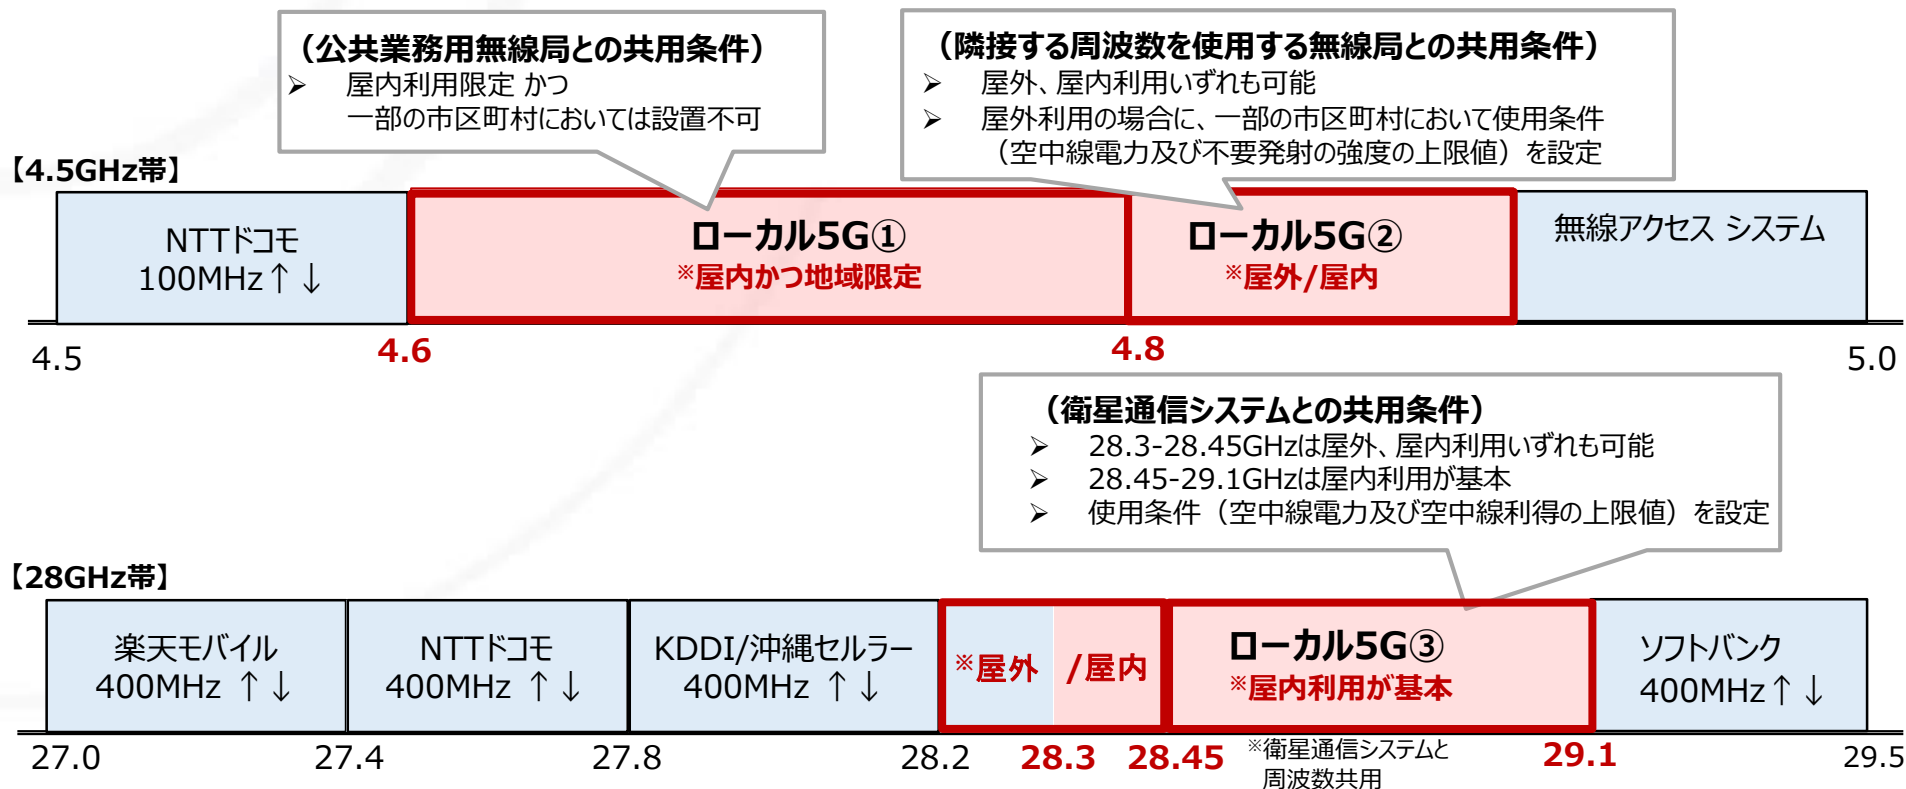 （公共業務用無線局との共用条件）
➢ 屋内利用限定 かつ
一部の市区町村においては設置不可
（隣接する周波数を使用する無線局との共用条件）
➢ 屋外、屋内利用いずれも可能
➢ 屋外利用の場合に、一部の市区町村において使用条件
（空中線電力及び不要発射の強度の上限値）を設定
【4.5GHz帯】
NTTドコモ
100MHz↑↓
ローカル5G①
※屋内かつ地域限定
ローカル5G②
※屋外/屋内
無線アクセス システム
4.5
4.6
4.8
5.0
（衛星通信システムとの共用条件）
➢ 28.3-28.45GHzは屋外、屋内利用いずれも可能
➢ 28.45-29.1GHzは屋内利用が基本
➢ 使用条件（空中線電力及び空中線利得の上限値）を設定
【28GHz帯】
楽天モバイル
400MHz ↑↓
NTTドコモ
400MHz ↑↓
KDDI/沖縄セルラー
400MHz ↑↓
※屋外 /屋内
ローカル5G③
※屋内利用が基本
ソフトバンク
400MHz↑↓
27.0
27.4
27.8
28.2
28.3
28.45
※衛星通信システムと
周波数共用
29.1
29.5